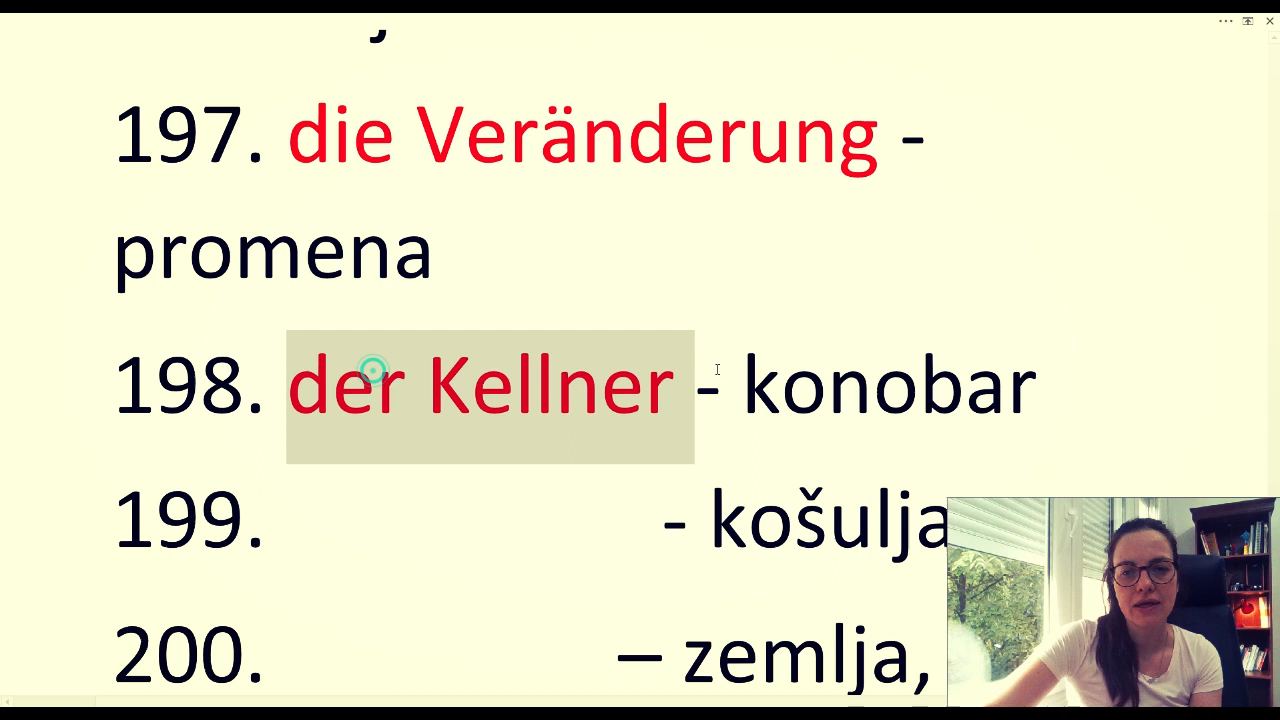 197. die Veränderung -
promena
198. der Kellner - konobar
199. - košulja
200. – zemlja,